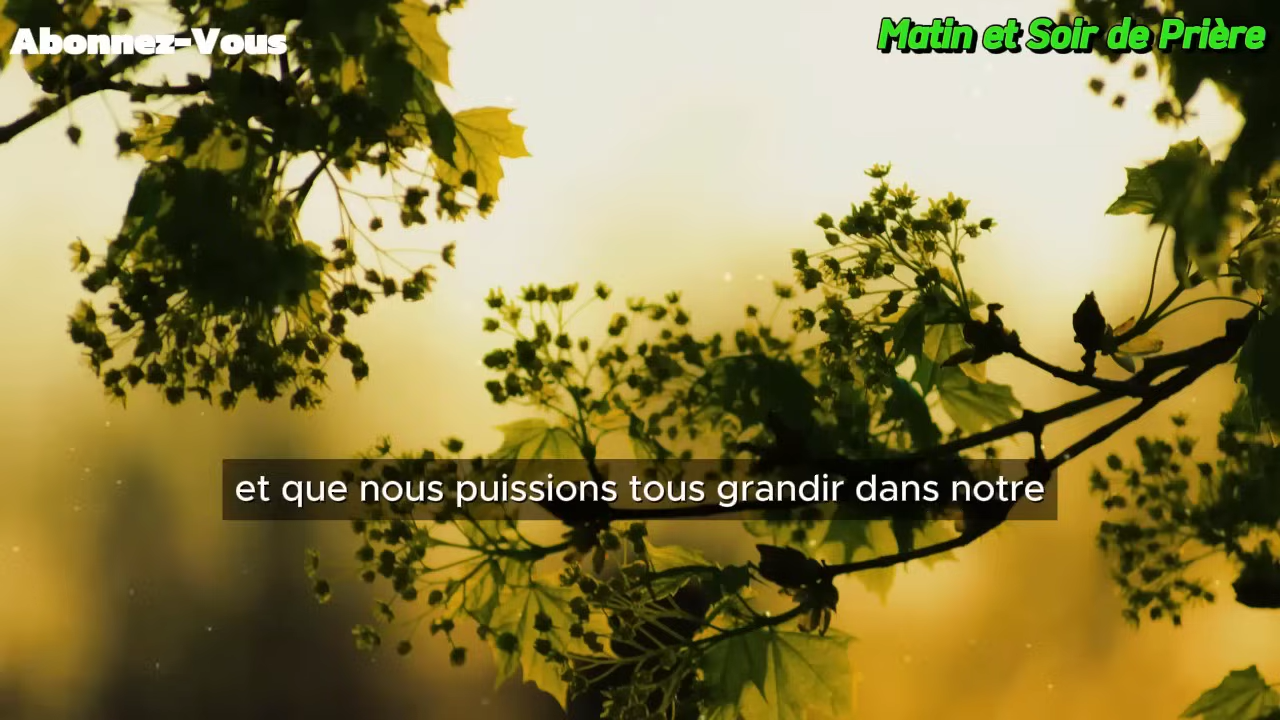 Abonnez-Vous
Matin et Soir de Prière
et que nous puissions tous grandir dans notre